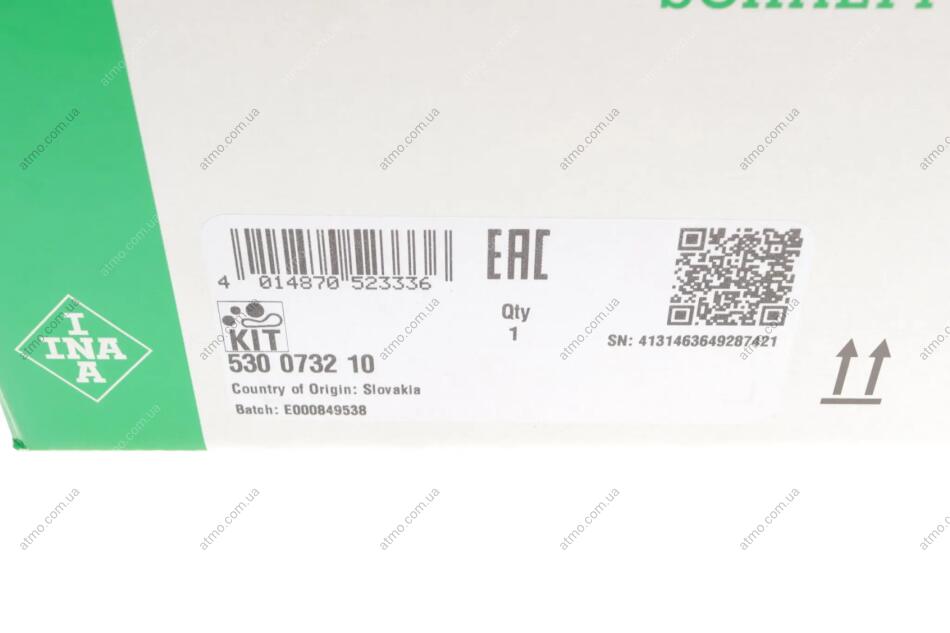 4 014870 523336
EAC
KIT
530 0732 10
Country of Origin: Slovakia
Batch: E000849538
Qty
1
SN: 4131463649287421
I
INA
A
atmo.com.ua